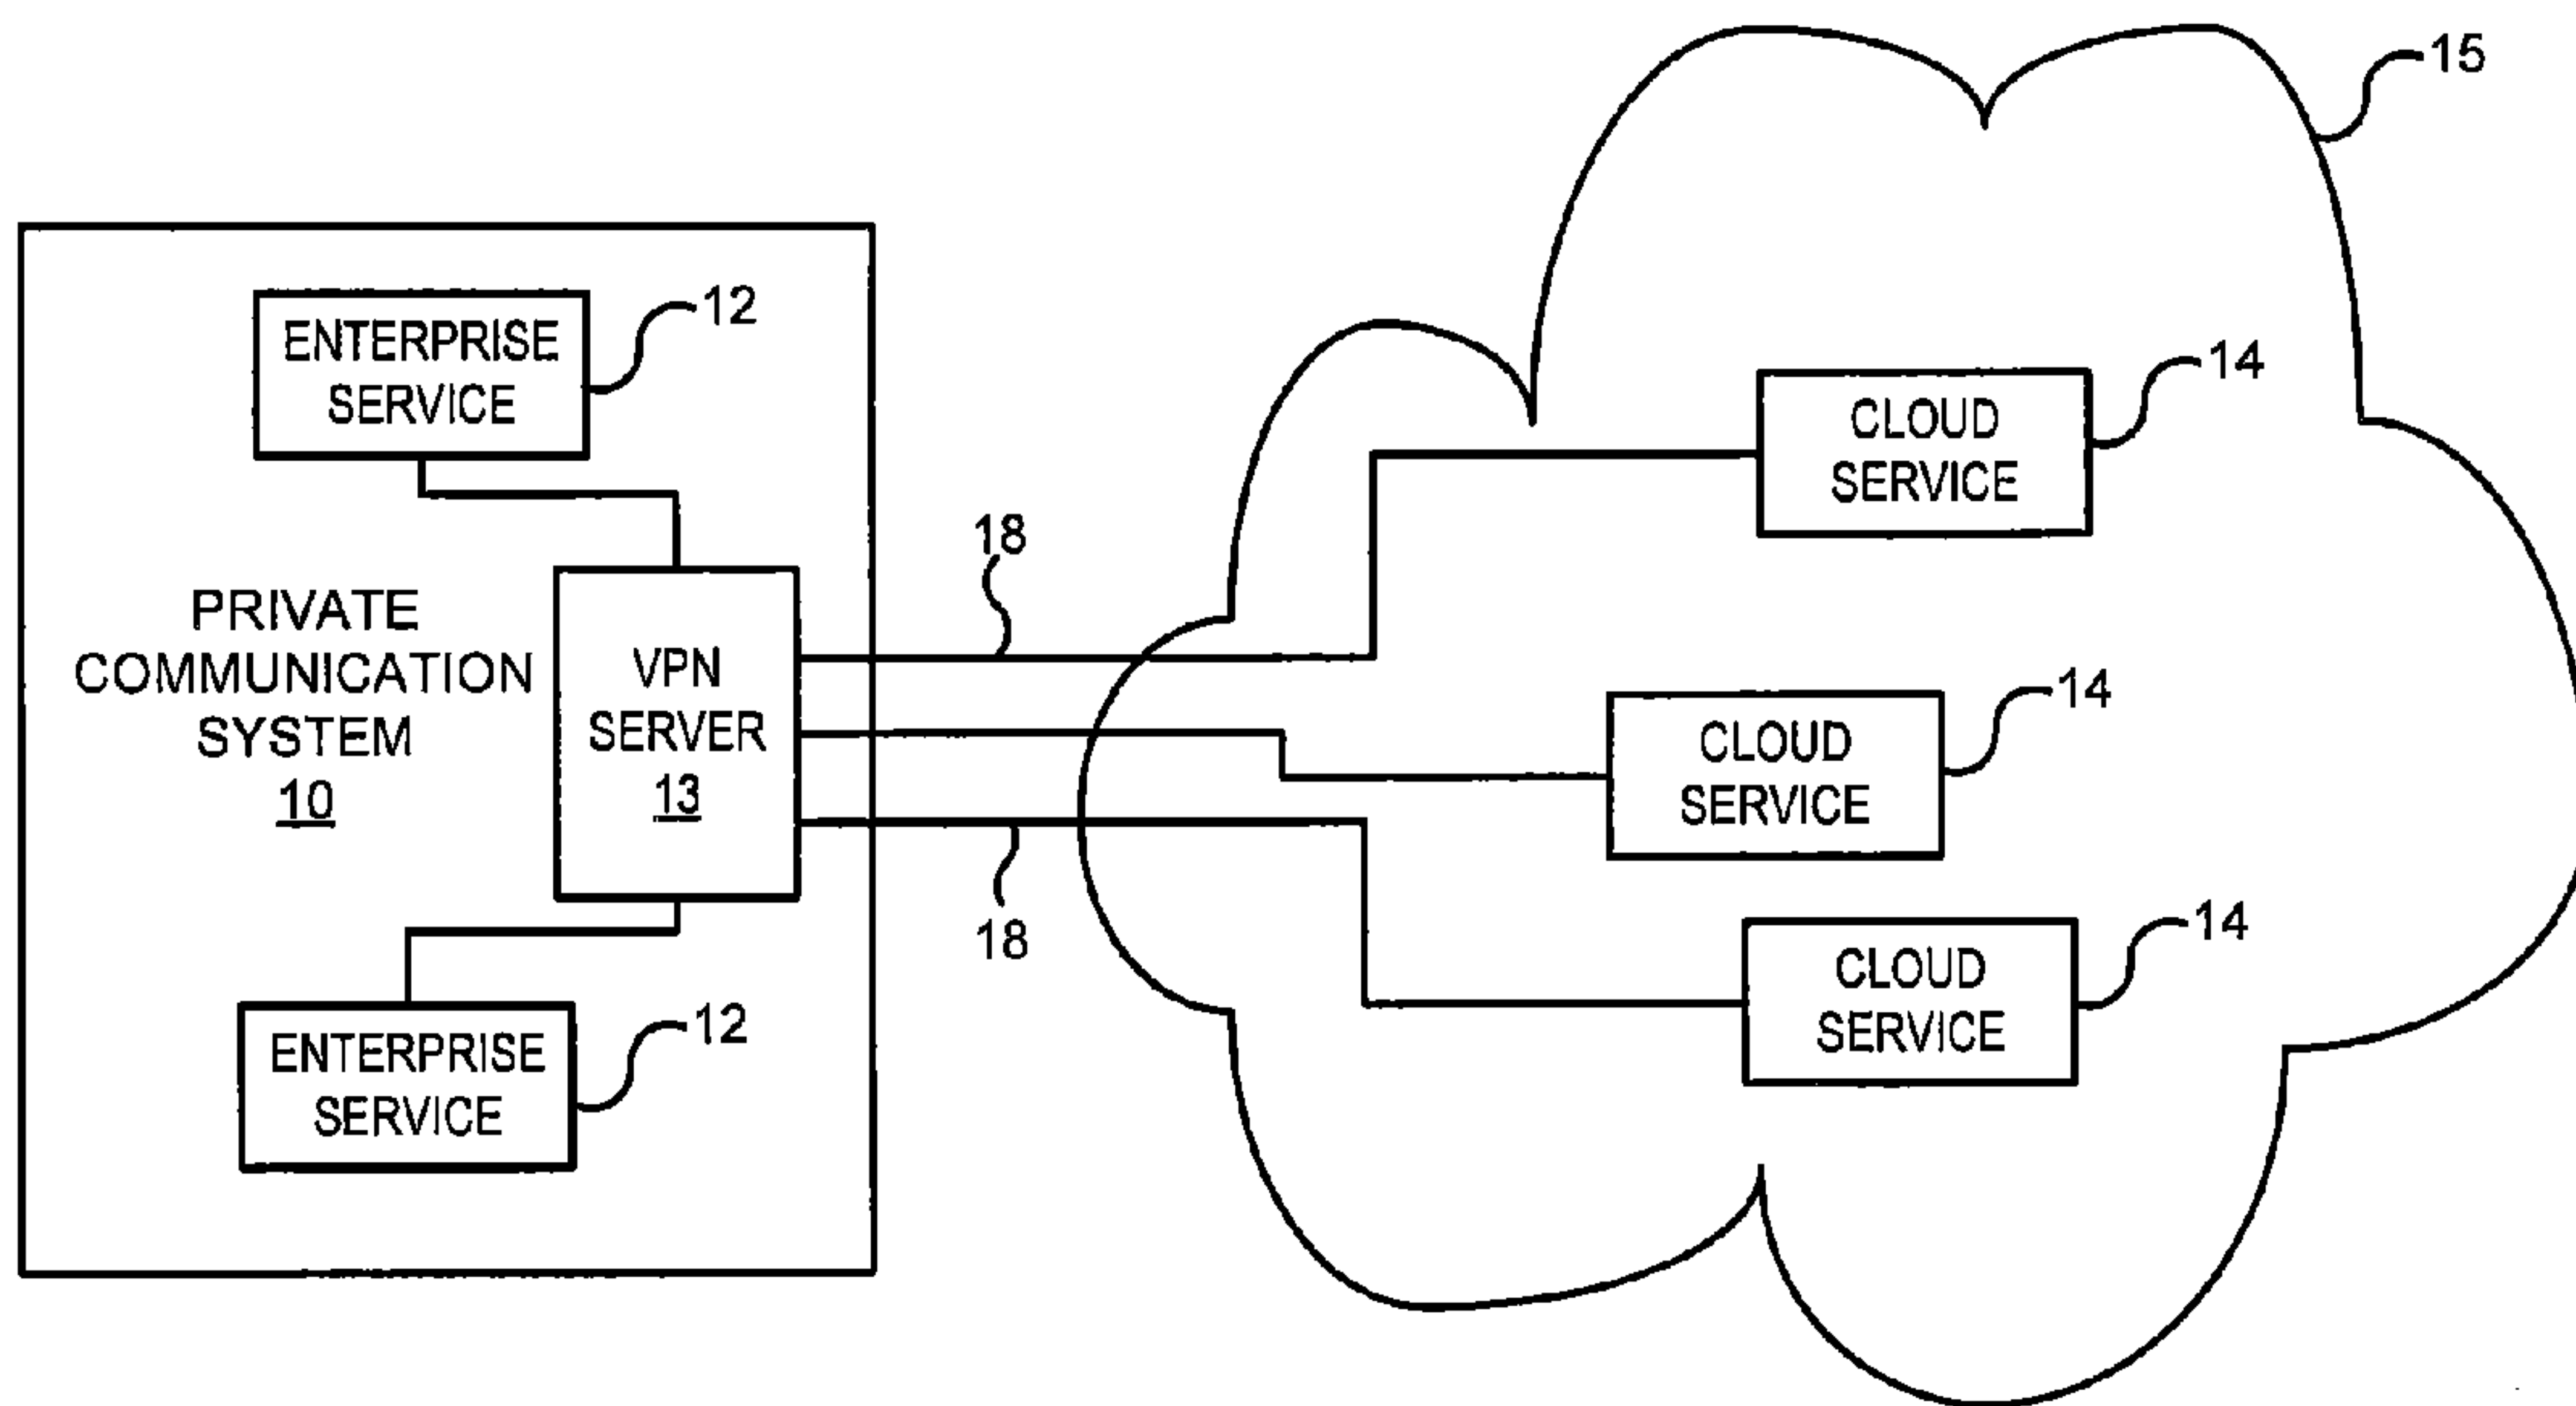 15
ENTERPRISE
SERVICE
12
PRIVATE
COMMUNICATION
SYSTEM
10
VPN
SERVER
13
ENTERPRISE
SERVICE
12
18
18
CLOUD
SERVICE
14
CLOUD
SERVICE
14
CLOUD
SERVICE
14